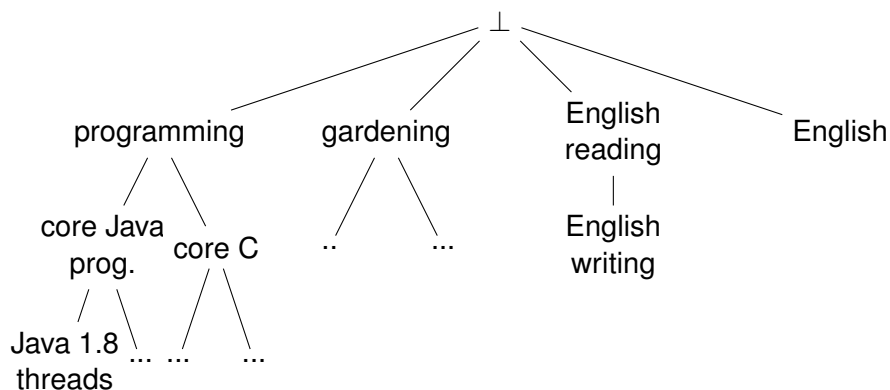 ⊥
programming
gardening
English
reading
English
core Java
prog.
core C
..
...
English
writing
Java 1.8
threads
...
...
...